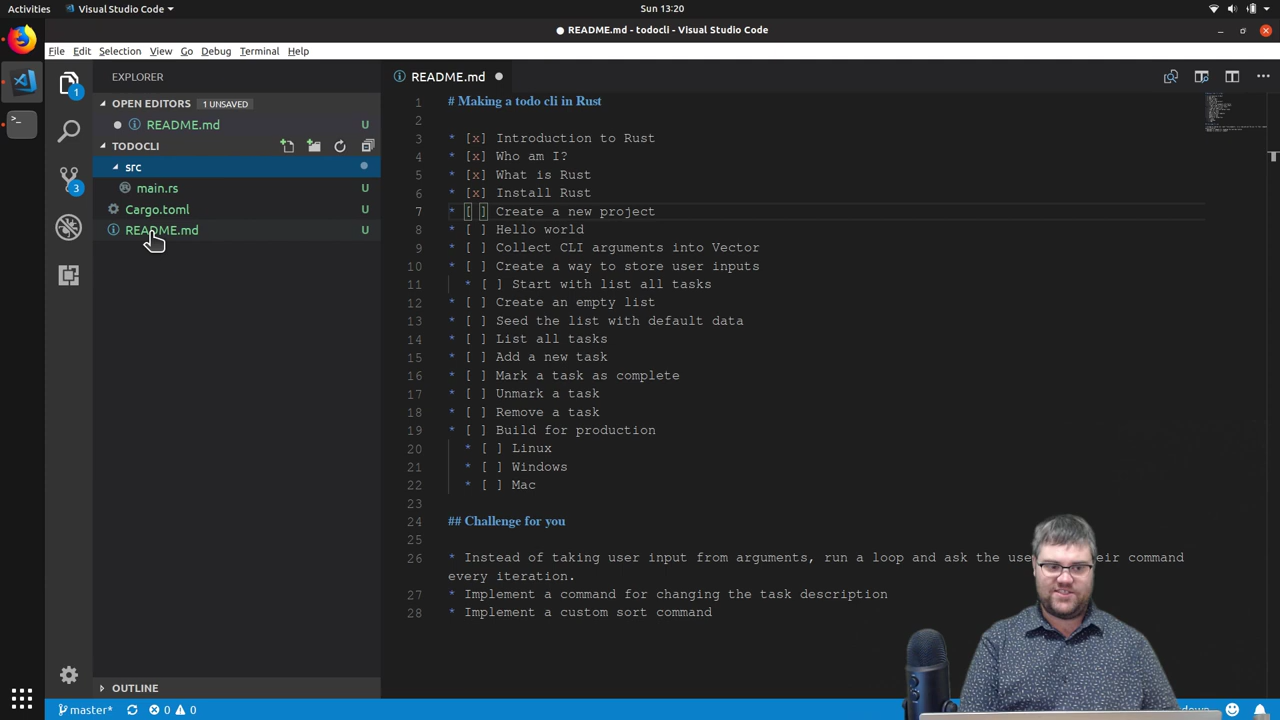 Activities
Visual Studio Code
Sun 13:20
README.md - todocli - Visual Studio Code
File Edit Selection View Go Debug Terminal Help
EXPLORER
README.md
OPEN EDITORS 1 UNSAVED
README.md U
TODOCLI
src
main.rs U
Cargo.toml U
README.md U
1
3
1 # Making a todo cli in Rust
2
3 * [x] Introduction to Rust
4 * [x] Who am I?
5 * [x] What is Rust
6 * [x] Install Rust
7 * [ ] Create a new project
8 * [ ] Hello world
9 * [ ] Collect CLI arguments into Vector
10 * [ ] Create a way to store user inputs
11 * [ ] Start with list all tasks
12 * [ ] Create an empty list
13 * [ ] Seed the list with default data
14 * [ ] List all tasks
15 * [ ] Add a new task
16 * [ ] Mark a task as complete
17 * [ ] Unmark a task
18 * [ ] Remove a task
19 * [ ] Build for production
20 * [ ] Linux
21 * [ ] Windows
22 * [ ] Mac
23
24 ## Challenge for you
25
26 * Instead of taking user input from arguments, run a loop and ask the command
every iteration.
27 * Implement a command for changing the task description
28 * Implement a custom sort command
OUTLINE
master* 0 0